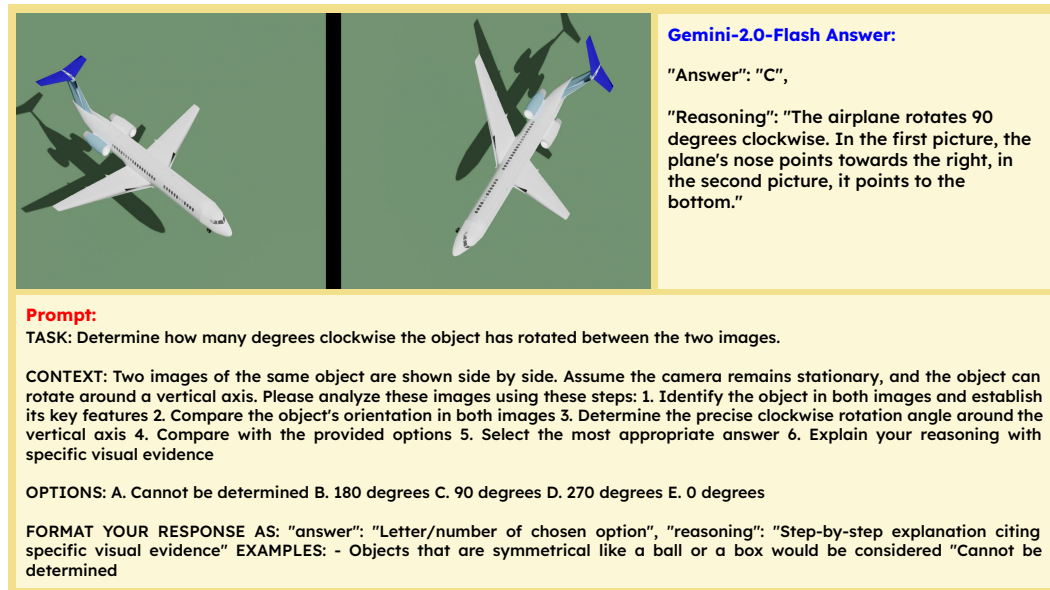 Gemini-2.0-Flash Answer:
"Answer": "C",
"Reasoning": "The airplane rotates 90
degrees clockwise. In the first picture, the
plane's nose points towards the right, in
the second picture, it points to the
bottom."
Prompt:
TASK: Determine how many degrees clockwise the object has rotated between the two images.
CONTEXT: Two images of the same object are shown side by side. Assume the camera remains stationary, and the object can
rotate around a vertical axis. Please analyze these images using these steps: 1. Identify the object in both images and establish
its key features 2. Compare the object's orientation in both images 3. Determine the precise clockwise rotation angle around the
vertical axis 4. Compare with the provided options 5. Select the most appropriate answer 6. Explain your reasoning with
specific visual evidence
OPTIONS: A. Cannot be determined B. 180 degrees C. 90 degrees D. 270 degrees E. 0 degrees
FORMAT YOUR RESPONSE AS: "answer": "Letter/number of chosen option", "reasoning": "Step-by-step explanation citing
specific visual evidence" EXAMPLES: - Objects that are symmetrical like a ball or a box would be considered "Cannot be
determined